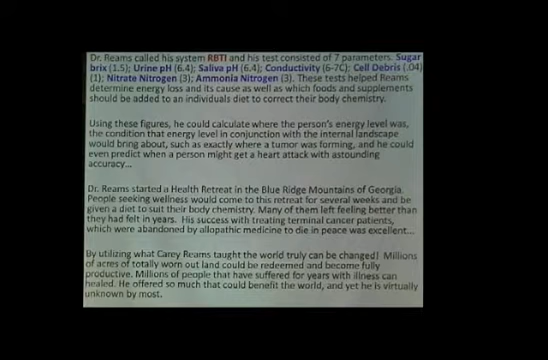 Dr. Reams called his system RBTI and his test consisted of 7 parameters. Sugar
brix (1.5); Urine pH (6.4); Saliva pH (6.4); Conductivity (6-7C); Cell Debris (.04)
(1); Nitrate Nitrogen (3); Ammonia Nitrogen (3). These tests helped Reams
determine energy loss and its cause as well as which foods and supplements
should be added to an individuals diet to correct their body chemistry.
Using these figures, he could calculate where the person's energy level was,
the condition that energy level in conjunction with the internal landscape
would bring about, such as exactly where a tumor was forming, and he could
even predict when a person might get a heart attack with astounding
accuracy...
Dr. Reams started a Health Retreat in the Blue Ridge Mountains of Georgia.
People seeking wellness would come to this retreat for several weeks and be
given a diet to suit their body chemistry. Many of them left feeling better than
they had felt in years. His success with treating terminal cancer patients,
which were abandoned by allopathic medicine to die in peace was excellent...
By utilizing what Carey Reams taught the world truly can be changed! Millions
of acres of totally worn out land could be redeemed and become fully
productive. Millions of people that have suffered for years with illness can
healed. He offered so much that could benefit the world, and yet he is virtually
unknown by most.